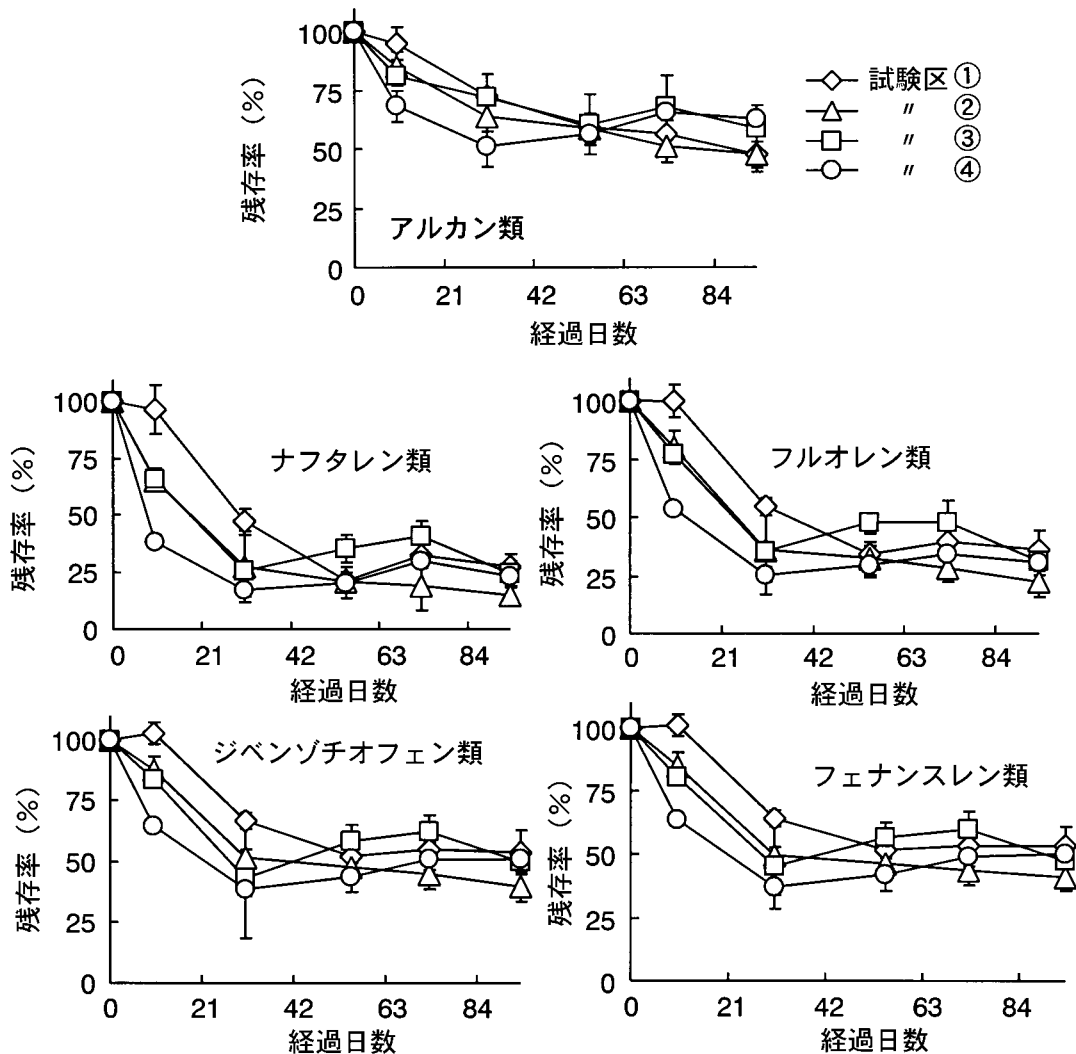 100
75
50
25
0
残存率 (%)
アルカン類
0 21 42 63 84
経過日数
試験区①
〃 ②
〃 ③
〃 ④
100
75
50
25
0
残存率 (%)
ナフタレン類
0 21 42 63 84
経過日数
100
75
50
25
0
残存率 (%)
フルオレン類
0 21 42 63 84
経過日数
100
75
50
25
0
残存率 (%)
ジベンゾチオフェン類
0 21 42 63 84
経過日数
100
75
50
25
0
残存率 (%)
フェナンスレン類
0 21 42 63 84
経過日数